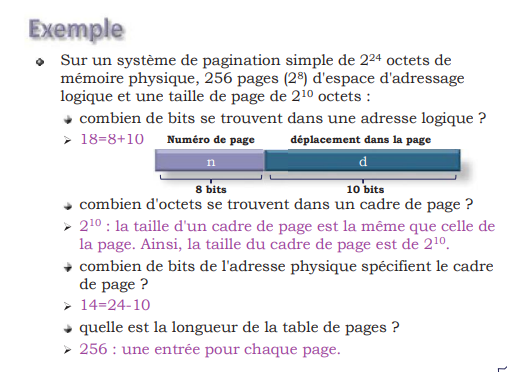 Exemple
Sur un système de pagination simple de 2²⁴ octets de
mémoire physique, 256 pages (2⁸) d'espace d'adressage
logique et une taille de page de 2¹⁰ octets :
combien de bits se trouvent dans une adresse logique ?
18=8+10
Numéro de page déplacement dans la page
n d
8 bits 10 bits
combien d'octets se trouvent dans un cadre de page ?
2¹⁰ : la taille d'un cadre de page est la même que celle de
la page. Ainsi, la taille du cadre de page est de 2¹⁰.
combien de bits de l'adresse physique spécifient le cadre
de page ?
14=24-10
quelle est la longueur de la table de pages ?
256 : une entrée pour chaque page.